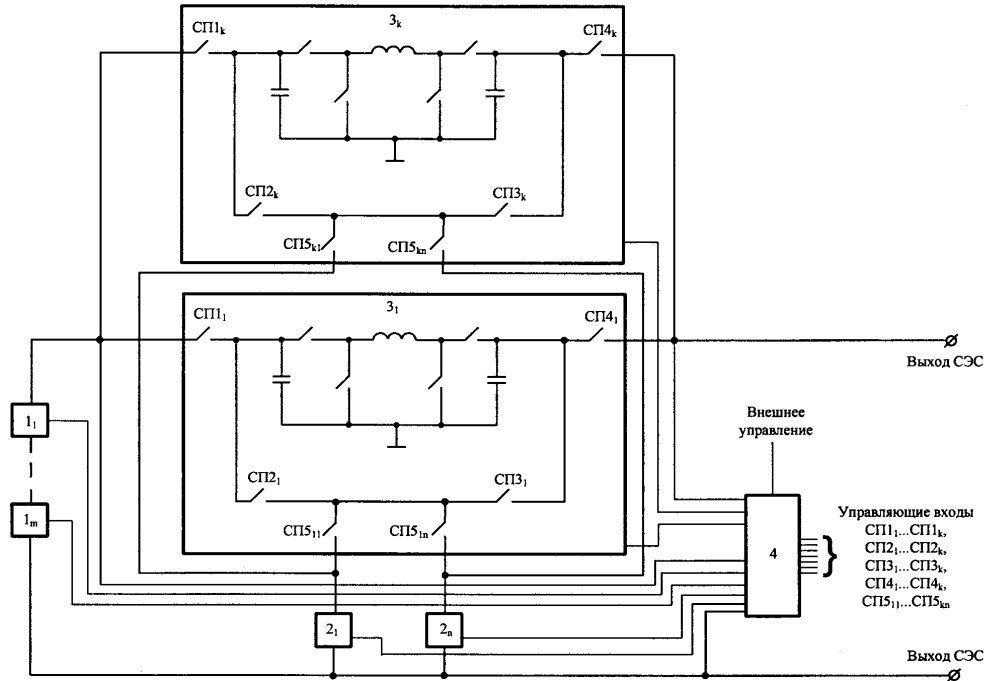 3k
СП1k
СП4k
СП2k
СП3k
СП5k1
СП5kn
31
СП11
СП41
Выход СЭС
11
Внешнее
управление
СП21
СП31
1m
СП511
СП51n
4
Управляющие входы
СП11...СП1k,
СП21...СП2k,
СП31...СП3k,
СП41...СП4k,
СП511...СП5kn
21
2n
Выход СЭС